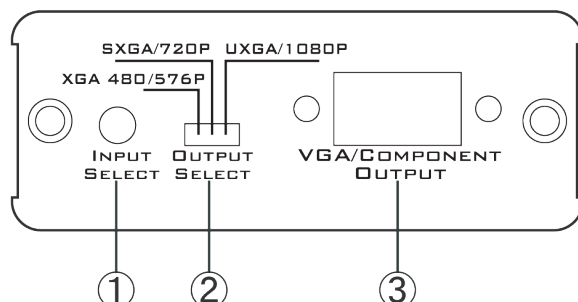 SXGA/720P UXGA/1080P
XGA 480/576P
INPUT SELECT
OUTPUT SELECT
VGA/COMPONENT OUTPUT
① ② ③